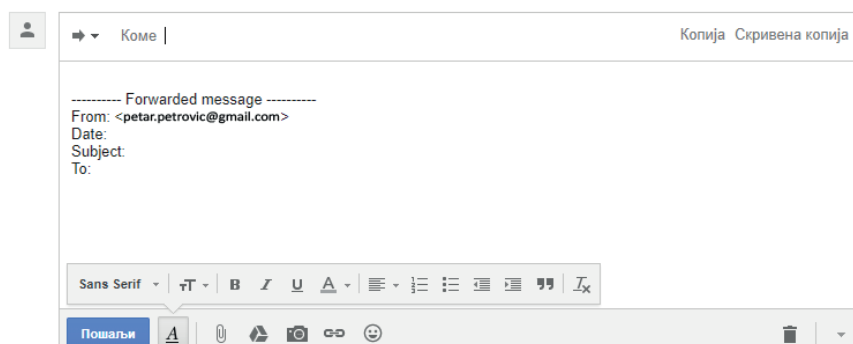 Коме Копија Скривена копија
---------- Forwarded message ----------
From: <petar.petrovic@gmail.com>
Date:
Subject:
To:
Sans Serif
Пошаљи